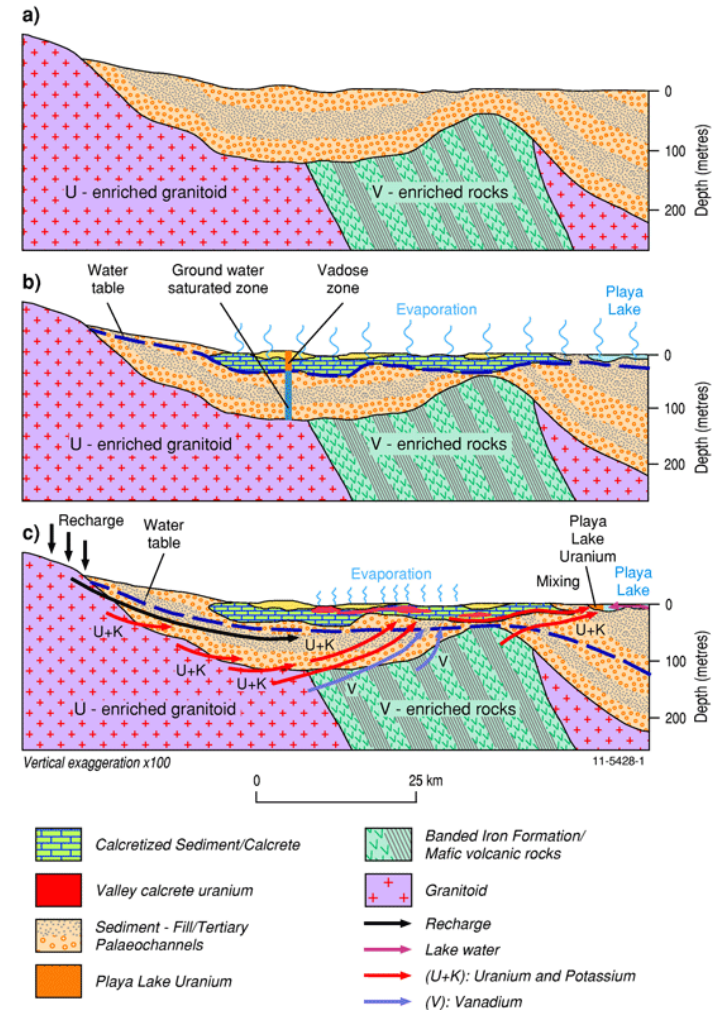 a)
0
100
200
Depth (metres)
U - enriched granitoid
V - enriched rocks
b)
Water
table
Ground water
saturated zone
Vadose
zone
Evaporation
Playa
Lake
0
100
200
Depth (metres)
U - enriched granitoid
V - enriched rocks
c)
Recharge
Water
table
Evaporation
Playa
Lake
Uranium
Mixing
Playa
Lake
0
100
200
Depth (metres)
U+K
U+K
U+K
U+K
U+K
V
V
U - enriched granitoid
V - enriched rocks
Vertical exaggeration x100
11-5428-1
0
25 km
Calcretized Sediment/Calcrete
Valley calcrete uranium
Sediment - Fill/Tertiary
Palaeochannels
Playa Lake Uranium
Banded Iron Formation/
Mafic volcanic rocks
Granitoid
Recharge
Lake water
(U+K): Uranium and Potassium
(V): Vanadium